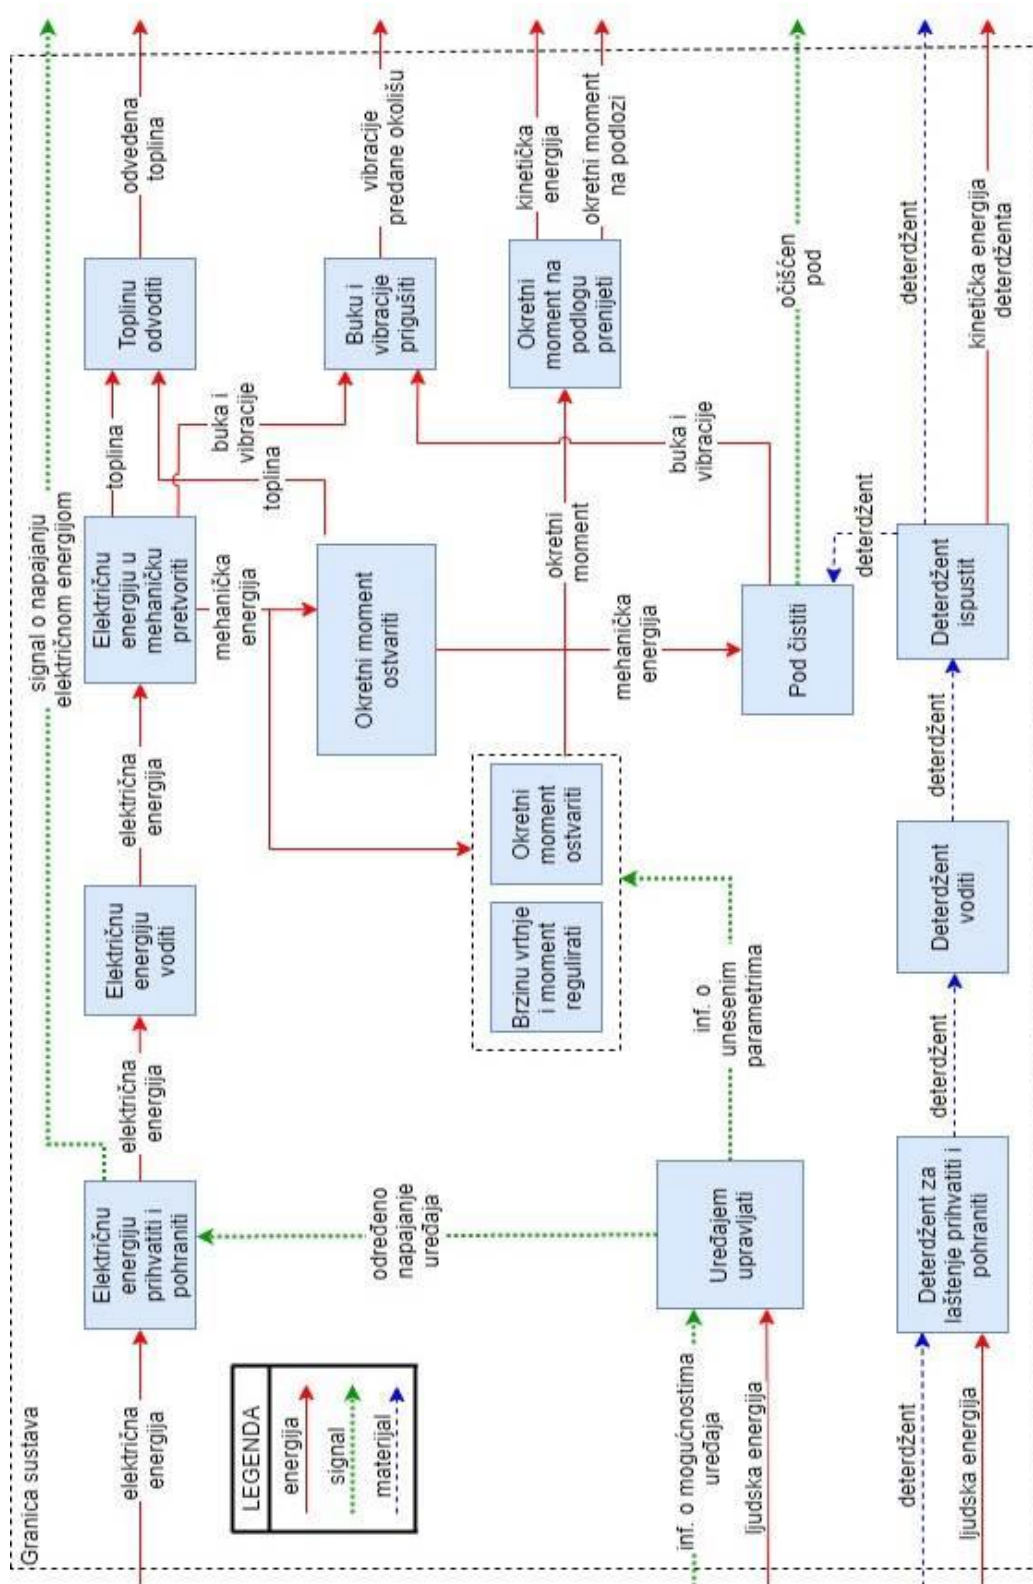 Granica sustava
električna
energija
Električnu
energiju
prihvatiti i
pohraniti
električna
energija
Električnu
energiju
voditi
električna
energija
Električnu
energiju u
mehaničku
pretvoriti
toplina
Toplinu
odvoditi
odvedena
toplina
signal o napajanju
električnom energijom
mehanička
energija
buka i
vibracije
toplina
Buku i
vibracije
prigušiti
vibracije
predane okolišu
Okretni moment
ostvariti
LEGENDA
energija
signal
materijal
određeno
napajanje
uređaja
Brzinu vrtnje
i moment
regulirati
Okretni
moment
ostvariti
okretni
moment
Okretni
moment na
podlogu
prenijeti
kinetička
energija
okretni moment
na podlozi
mehanička
energija
buka i
vibracije
inf. o mogućnostima
uređaja
ljudska energija
Uređajem
upravljati
inf. o
unesenim
parametrima
Pod čistiti
očišćen
pod
deterdžent
deterdžent
ljudska energija
Deterdžent za
laštenje prihvatiti i
pohraniti
deterdžent
Deterdžent
voditi
deterdžent
Deterdžent
ispustit
deterdžent
kinetička energija
deterdženta